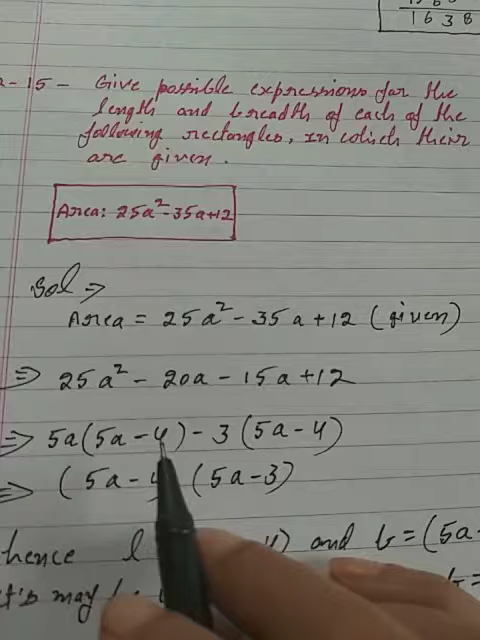 1638
15- Give possible expressions for the
length and breadth of each of the
following rectangles, in which their
are given.
Area: 25a²-35a+12
Sol ⇒
Area = 25a² - 35a + 12 (given)
⇒ 25a² - 20a - 15a + 12
⇒ 5a(5a-4) - 3(5a-4)
⇒ (5a- (5a-3)
hence l ) and b = (5a-
may